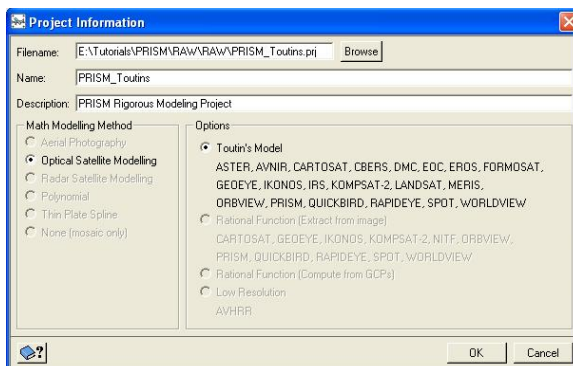 Project Information
Filename: E:\Tutorials\PRISM\RAW\RAW\PRISM_Toutins.prj Browse
Name: PRISM_Toutins
Description: PRISM Rigorous Modeling Project
Math Modelling Method
Aerial Photography
Optical Satellite Modelling
Radar Satellite Modelling
Polynomial
Thin Plate Spline
None (mosaic only)
Options
Toutin's Model
ASTER, AVNIR, CARTOSAT, CBERS, DMC, EOC, EROS, FORMOSAT,
GEOEYE, IKONOS, IRS, KOMPSAT-2, LANDSAT, MERIS,
ORBVIEW, PRISM, QUICKBIRD, RAPIDEYE, SPOT, WORLDVIEW
Rational Function (Extract from image)
CARTOSAT, GEOEYE, IKONOS, KOMPSAT-2, NITF, ORBVIEW,
PRISM, QUICKBIRD, RAPIDEYE, SPOT, WORLDVIEW
Rational Function (Compute from GCPs)
Low Resolution
AVHRR
?
OK Cancel